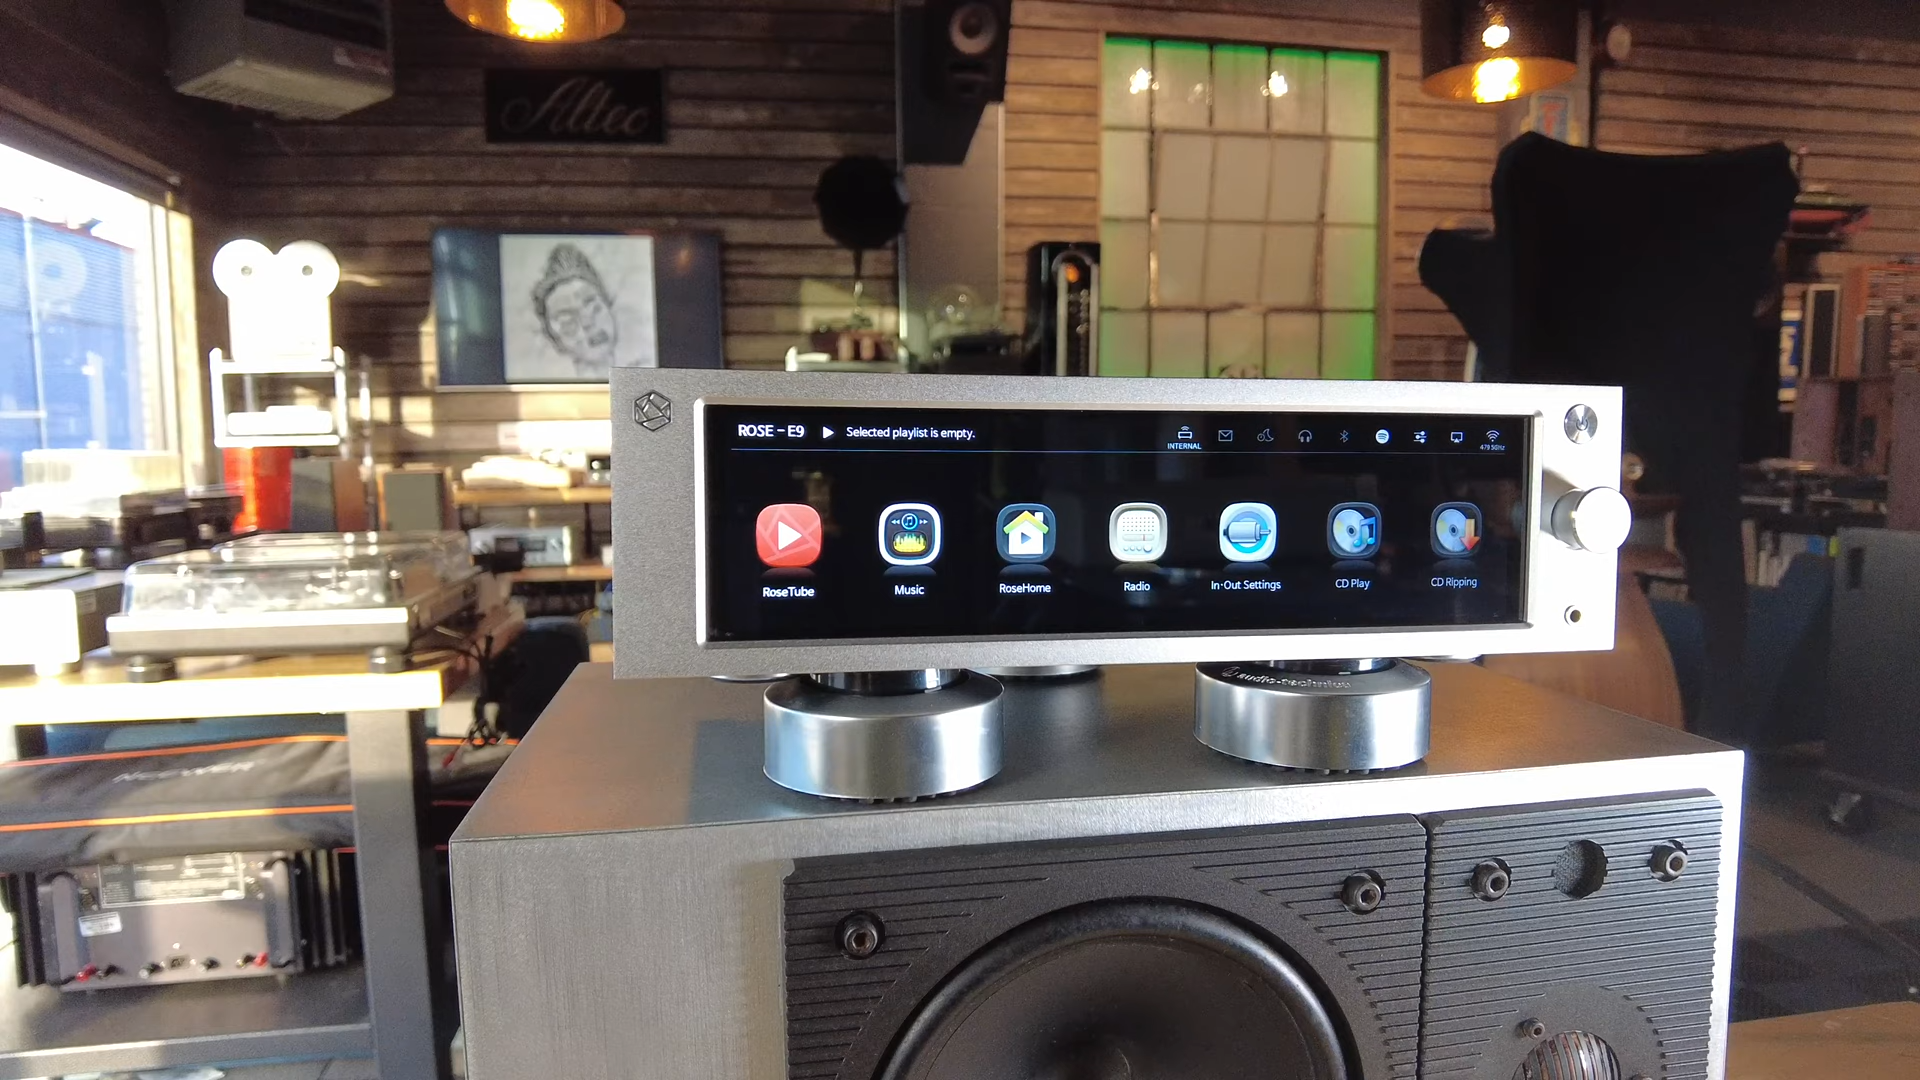 Altec
ROSE - E9 Selected playlist is empty.
INTERNAL
RoseTube
Music
RoseHome
Radio
In·Out Settings
CD Play
CD Ripping
audio-technica
NEEWER